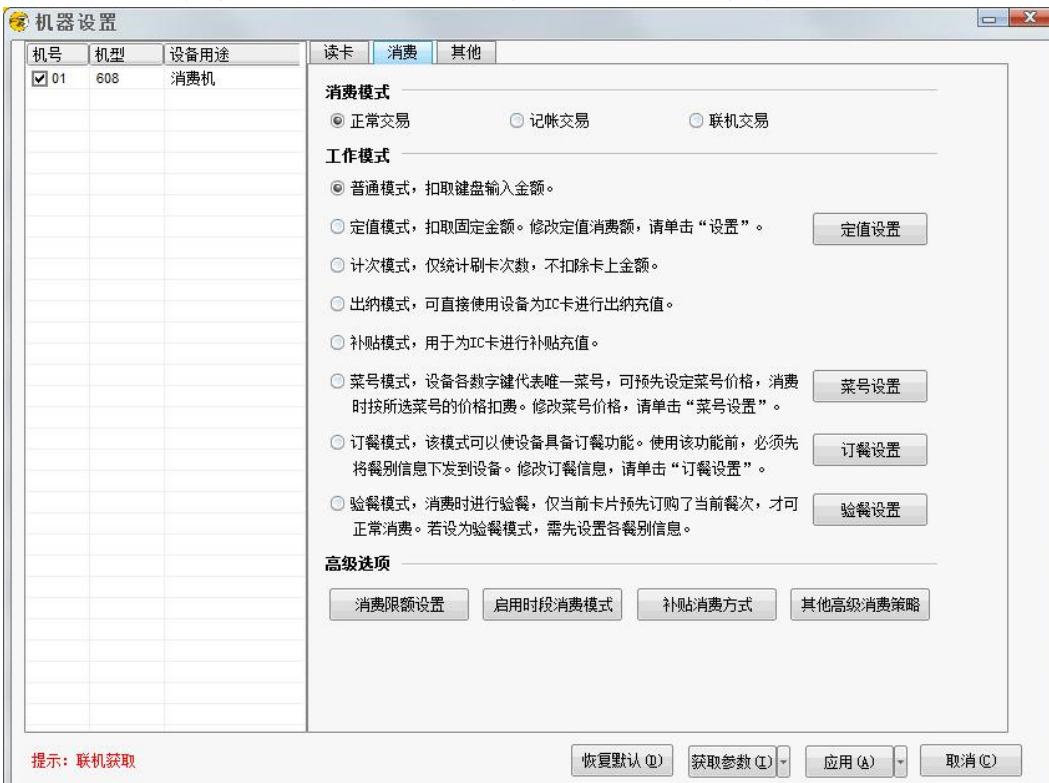 机器设置
机号 机型 设备用途
01 608 消费机
读卡 消费 其他
消费模式
正常交易 记帐交易 联机交易
工作模式
普通模式，扣取键盘输入金额。
定值模式，扣取固定金额。修改定值消费额，请单击“设置”。 定值设置
计次模式，仅统计刷卡次数，不扣除卡上金额。
出纳模式，可直接使用设备为IC卡进行出纳充值。
补贴模式，用于为IC卡进行补贴充值。
菜号模式，设备各数字键代表唯一菜号，可预先设定菜号价格，消费
时按所选菜号的价格扣费。修改菜号价格，请单击“菜号设置”。
菜号设置
订餐模式，该模式可以使设备具备订餐功能。使用该功能前，必须先
将餐别信息下发到设备。修改订餐信息，请单击“订餐设置”。
订餐设置
验餐模式，消费时进行验餐，仅当前卡片预先订购了当前餐次，才可
正常消费。若设为验餐模式，需先设置各餐别信息。
验餐设置
高级选项
消费限额设置 启用时段消费模式 补贴消费方式 其他高级消费策略
提示：联机获取
恢复默认(D) 获取参数(I) 应用(A) 取消(C)